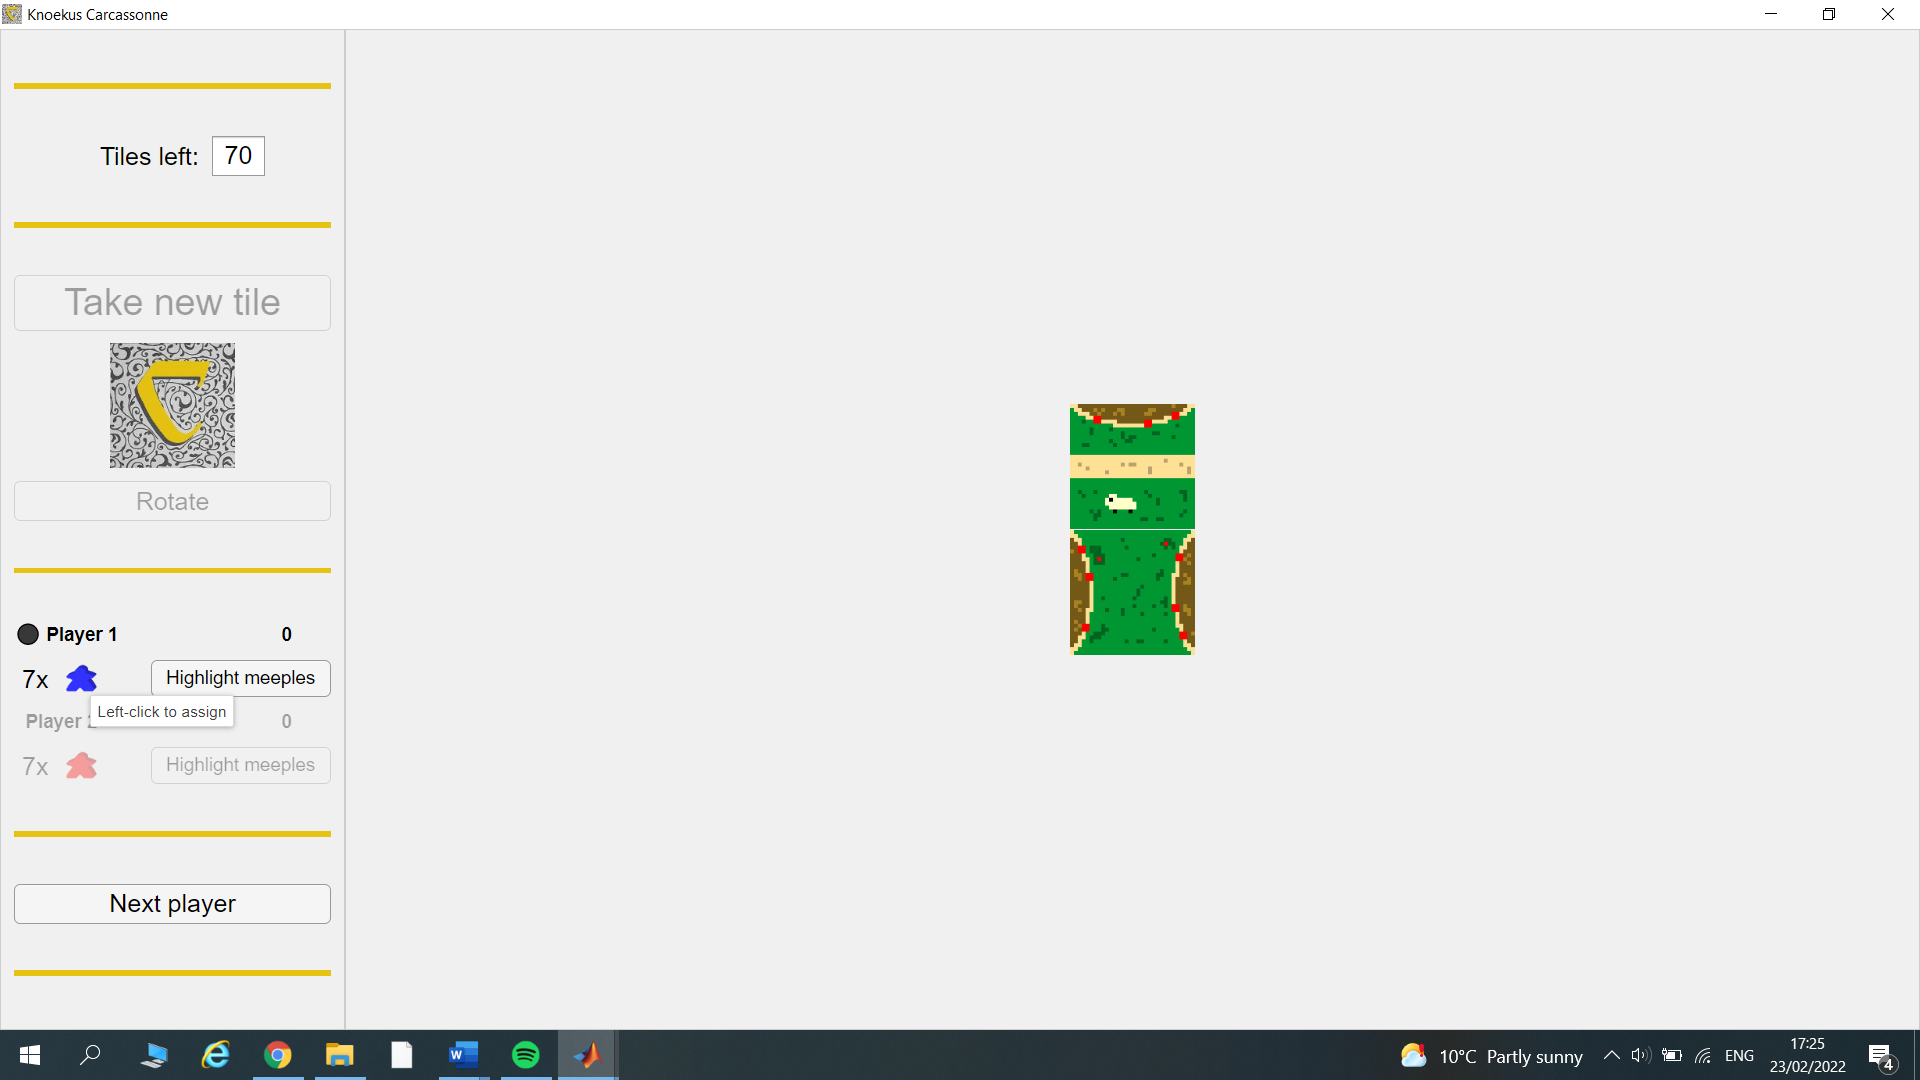 Knoekus Carcassonne
Tiles left: 70
Take new tile
Rotate
Player 1 0
7x Highlight meeples
Left-click to assign
Player 0
7x Highlight meeples
Next player
10°C Partly sunny ENG 17:25
23/02/2022
4